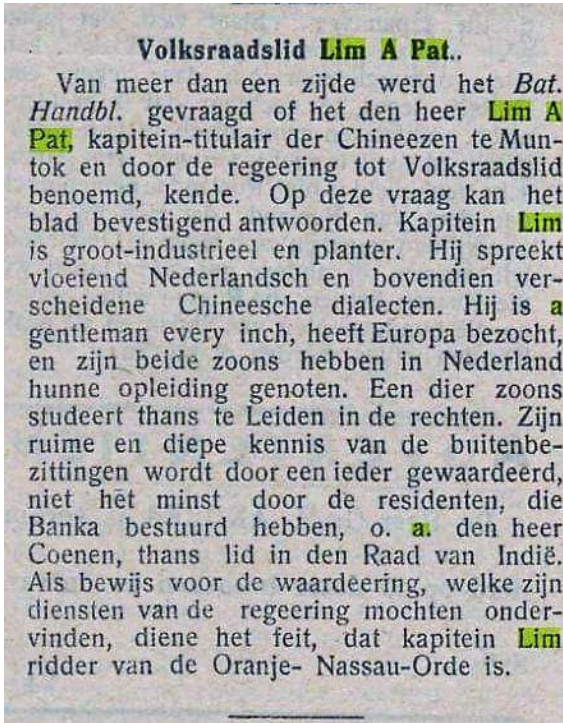 Volksraadslid Lim A Pat..
Van meer dan een zijde werd het Bat.
Handbl. gevraagd of het den heer Lim A
Pat, kapitein-titulair der Chineezen te Mun-
tok en door de regeering tot Volksraadslid
benoemd, kende. Op deze vraag kan het
blad bevestigend antwoorden. Kapitein Lim
is groot-industrieel en planter. Hij spreekt
vloeiend Nederlandsch en bovendien ver-
scheidene Chineesche dialecten. Hij is a
gentleman every inch, heeft Europa bezocht,
en zijn beide zoons hebben in Nederland
hunne opleiding genoten. Een dier zoons
studeert thans te Leiden in de rechten. Zijn
ruime en diepe kennis van de buitenbe-
zittingen wordt door een ieder gewaardeerd,
niet het minst door de residenten, die
Banka bestuurd hebben, o. a. den heer
Coenen, thans lid in den Raad van Indië.
Als bewijs voor de waardeering, welke zijn
diensten van de regeering mochten onder-
vinden, diene het feit, dat kapitein Lim
ridder van de Oranje- Nassau-Orde is.